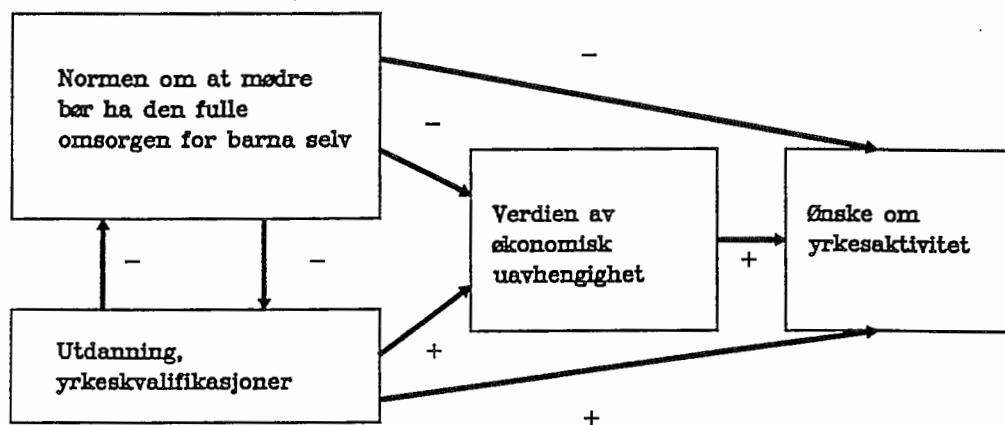 Normen om at mødre
bør ha den fulle
omsorgen for barna selv
Utdanning,
yrkeskvalifikasjoner
Verdien av
økonomisk
uavhengighet
Ønske om
yrkesaktivitet
−
−
−
−
+
+
+